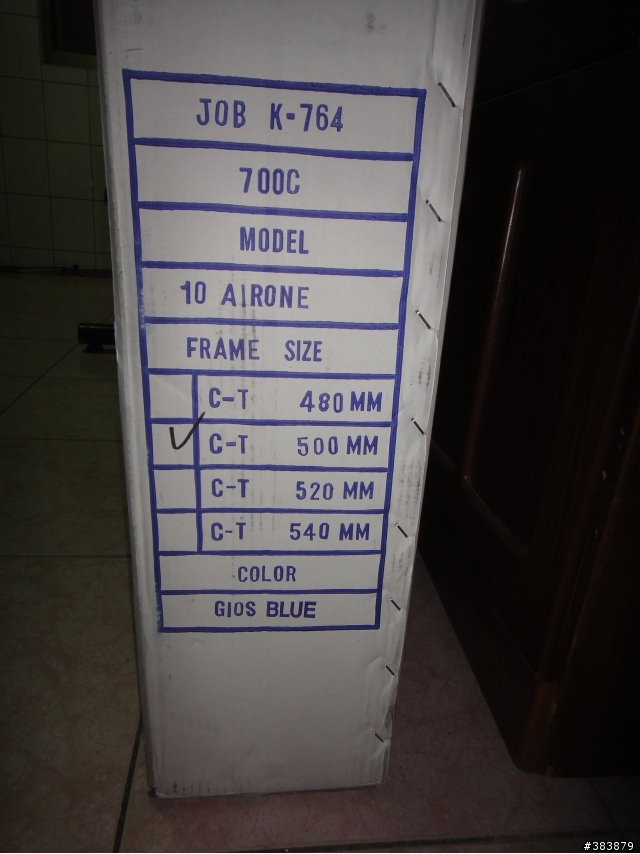 JOB K-764
700C
MODEL
10 AIRONE
FRAME SIZE
C-T 480 MM
C-T 500 MM
C-T 520 MM
C-T 540 MM
COLOR
GIOS BLUE
#383879